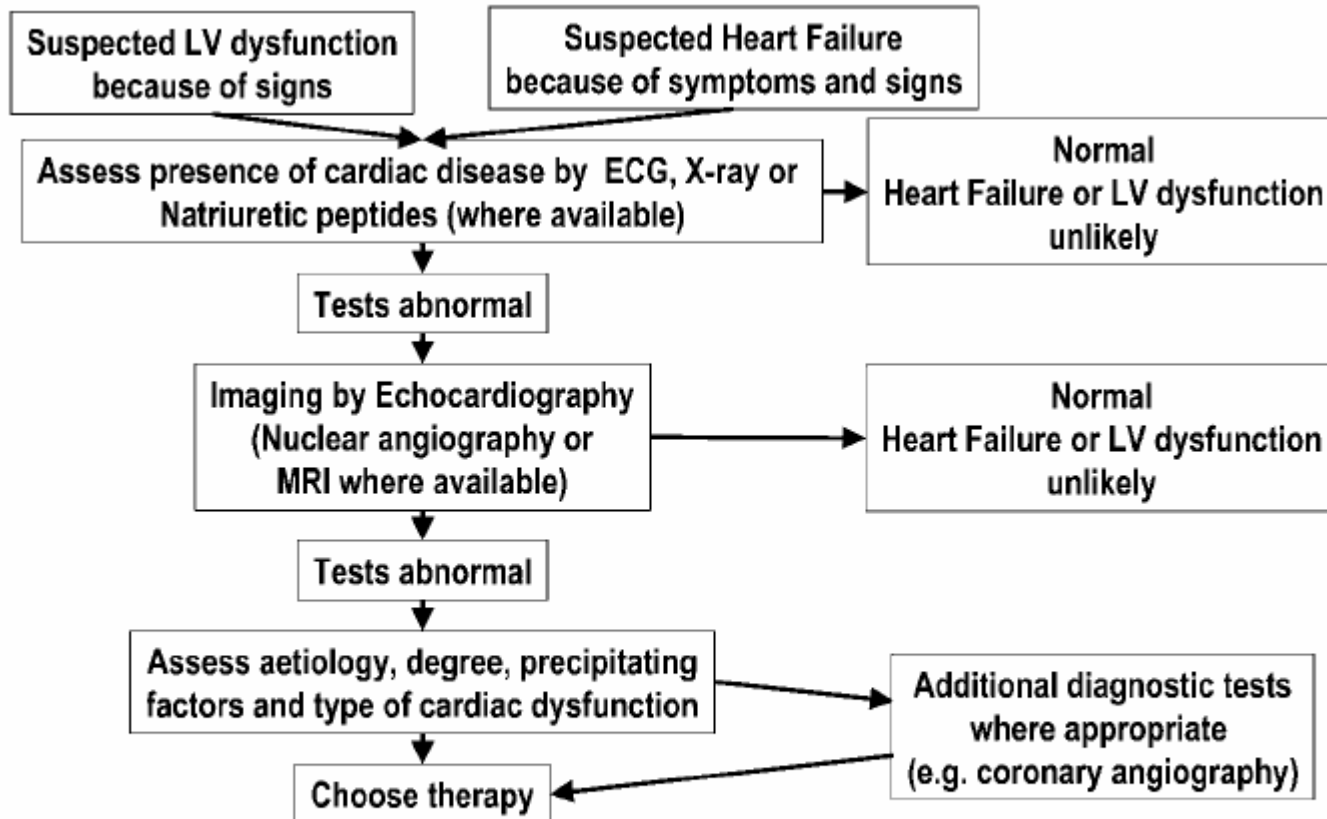 Suspected LV dysfunction
because of signs
Suspected Heart Failure
because of symptoms and signs
Assess presence of cardiac disease by ECG, X-ray or
Natriuretic peptides (where available)
Normal
Heart Failure or LV dysfunction
unlikely
Tests abnormal
Imaging by Echocardiography
(Nuclear angiography or
MRI where available)
Normal
Heart Failure or LV dysfunction
unlikely
Tests abnormal
Assess aetiology, degree, precipitating
factors and type of cardiac dysfunction
Additional diagnostic tests
where appropriate
(e.g. coronary angiography)
Choose therapy